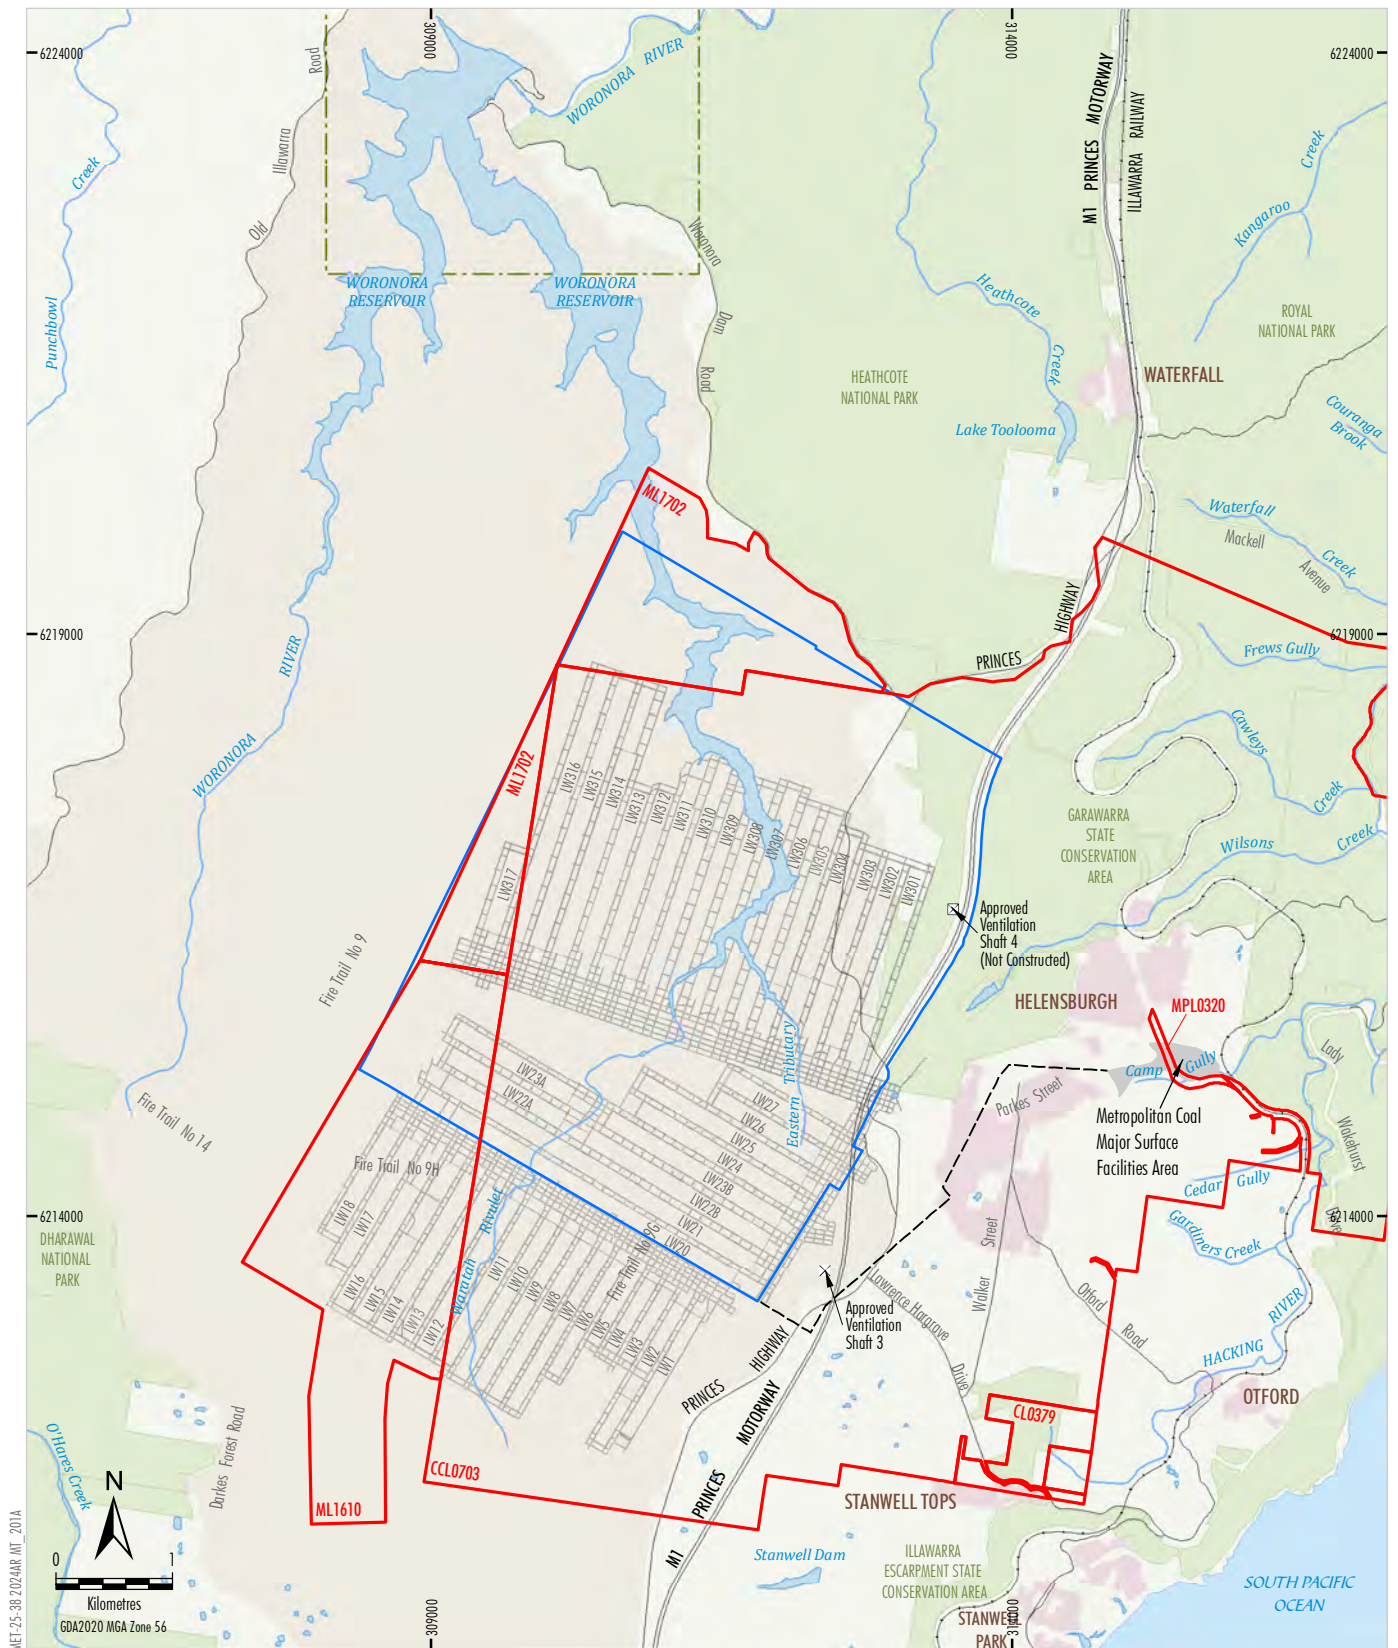 309000
314000
6224000
6224000
Road
WORONORA RIVER
M1 PRINCES MOTORWAY
ILLAWARRA RAILWAY
Creek
Illawarra
Creek
Kangaroo
Old
Woronora
WORONORA
RESERVOIR
WORONORA
RESERVOIR
Heathcote
Creek
Punchbowl
Dam
Road
ROYAL
NATIONAL PARK
HEATHCOTE
NATIONAL PARK
WATERFALL
Lake Toolooma
Couranga
Brook
ML1702
Waterfall
Creek
Mackell
Avenue
HIGHWAY
PRINCES
6219000
6219000
RIVER
WORONORA
Frews Gully
Cawleys
Creek
ML1702
LW316
LW315
LW314
LW313
LW312
LW311
LW310
LW309
LW308
LW307
LW306
LW305
LW304
LW303
LW302
LW301
LW317
GARAWARRA
STATE
CONSERVATION
AREA
Wilsons
Creek
Approved
Ventilation
Shaft 4
(Not Constructed)
Fire Trail No 9
HELENSBURGH
MPL0320
Camp Gully
Lady
Wakehurst
Drive
Eastern Tributary
Parkes Street
Metropolitan Coal
Major Surface
Facilities Area
Fire Trail No 14
LW23A
LW22A
LW27
LW26
LW25
LW24
LW23B
LW22B
LW21
LW20
Fire Trail No 9H
Cedar Gully
Gardiners Creek
LW18
LW17
Waratah Rivulet
Fire Trail No 9G
6214000
6214000
DHARAWAL
NATIONAL
PARK
Walker
Street
LW16
LW15
LW14
LW13
LW12
LW11
LW10
LW9
LW8
LW7
LW6
LW5
LW4
LW3
LW2
LW1
Lawrence Hargrave
Drive
Otford
Road
Approved
Ventilation
Shaft 3
HACKING RIVER
OTFORD
PRINCES HIGHWAY
M1 PRINCES MOTORWAY
CL0379
O'Hares Creek
Darkes Forest Road
CCL0703
ML1610
STANWELL TOPS
Stanwell Dam
ILLAWARRA
ESCARPMENT STATE
CONSERVATION AREA
SOUTH PACIFIC
OCEAN
STANWELL
PARK
N
0 1
Kilometres
GDA2020 MGA Zone 56
309000
314000
MET-25-38 2024AR MT_201A